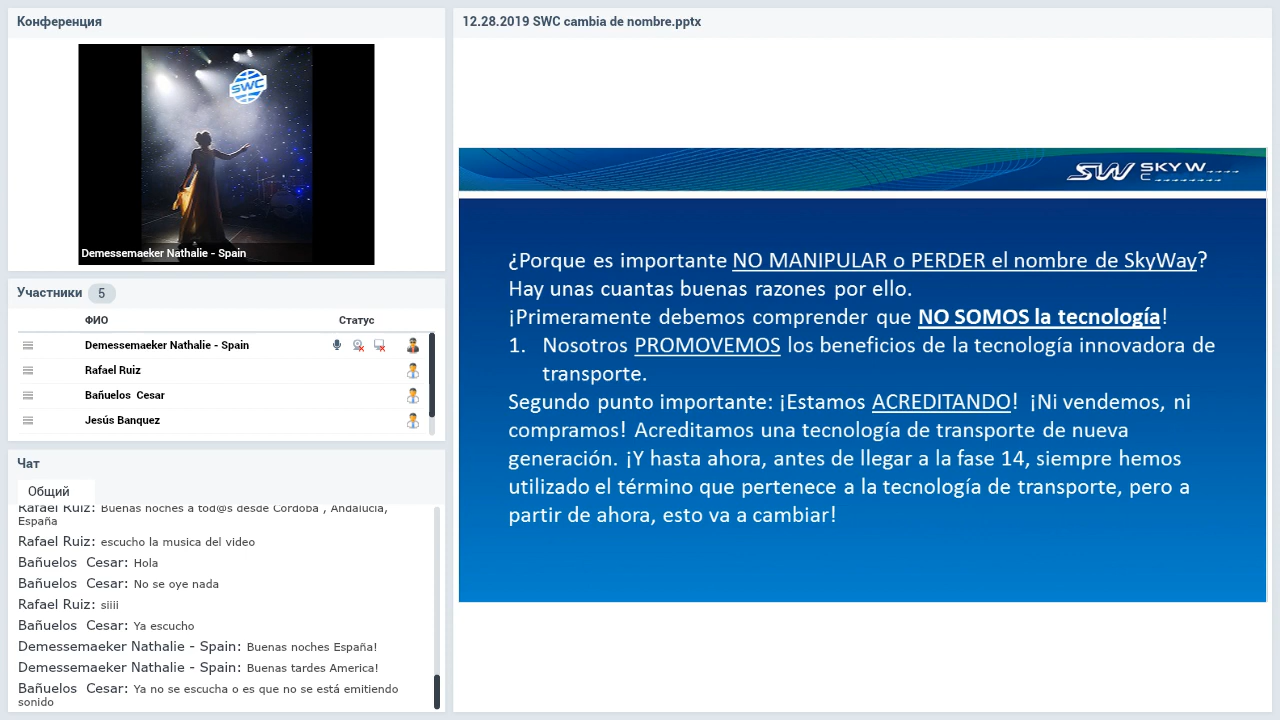 Конференция
SWC
Demessemaeker Nathalie - Spain
Участники 5
ФИО Статус
Demessemaeker Nathalie - Spain
Rafael Ruiz
Bañuelos Cesar
Jesús Banquez
Чат
Общий
Rafael Ruiz: Buenas noches a tod@s desde Cordoba , Andalucia,
España
Rafael Ruiz: escucho la musica del video
Bañuelos Cesar: Hola
Bañuelos Cesar: No se oye nada
Rafael Ruiz: siiii
Bañuelos Cesar: Ya escucho
Demessemaeker Nathalie - Spain: Buenas noches España!
Demessemaeker Nathalie - Spain: Buenas tardes America!
Bañuelos Cesar: Ya no se escucha o es que no se está emitiendo
sonido
12.28.2019 SWC cambia de nombre.pptx
SW SKY W.....
C.........
¿Porque es importante NO MANIPULAR o PERDER el nombre de SkyWay?
Hay unas cuantas buenas razones por ello.
¡Primeramente debemos comprender que NO SOMOS la tecnología!
1. Nosotros PROMOVEMOS los beneficios de la tecnología innovadora de
transporte.
Segundo punto importante: ¡Estamos ACREDITANDO! ¡Ni vendemos, ni
compramos! Acreditamos una tecnología de transporte de nueva
generación. ¡Y hasta ahora, antes de llegar a la fase 14, siempre hemos
utilizado el término que pertenece a la tecnología de transporte, pero a
partir de ahora, esto va a cambiar!